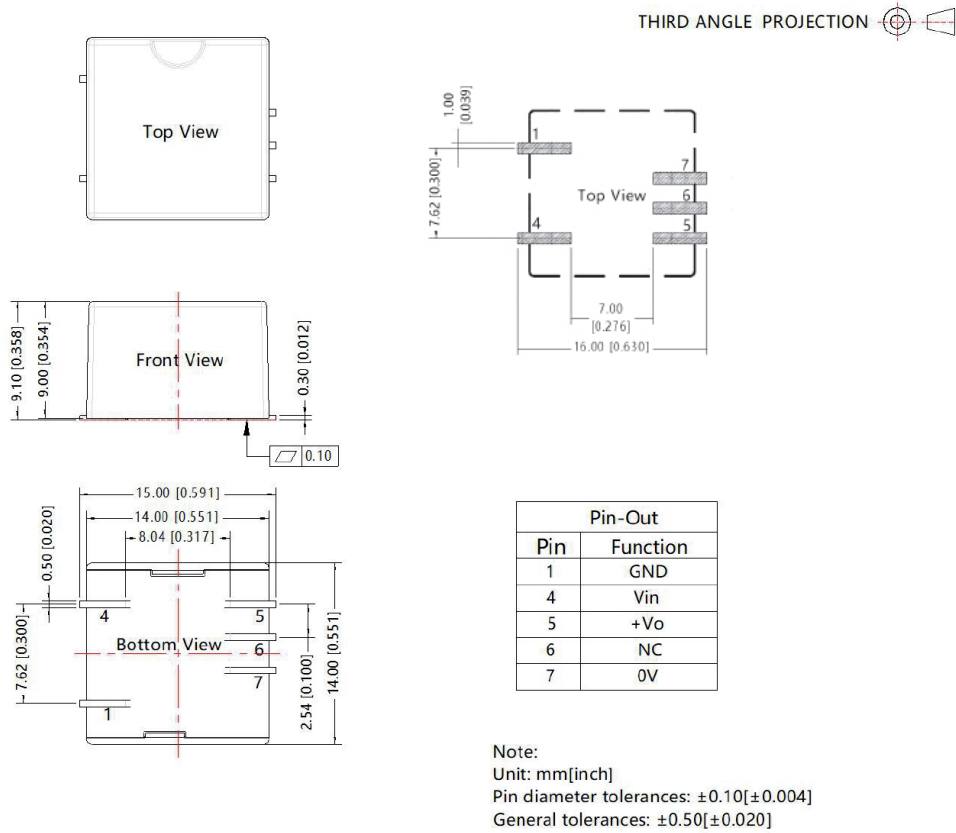 THIRD ANGLE PROJECTION
Top View
1.00
[0.039]
7.62 [0.300]
1
4
7
6
5
Top View
7.00
[0.276]
16.00 [0.630]
9.10 [0.358]
9.00 [0.354]
Front View
0.30 [0.012]
0.10
15.00 [0.591]
14.00 [0.551]
8.04 [0.317]
0.50 [0.020]
7.62 [0.300]
4
5
Bottom View
6
7
1
2.54 [0.100]
14.00 [0.551]
Pin-Out
Pin Function
1 GND
4 Vin
5 +Vo
6 NC
7 0V
Note:
Unit: mm[inch]
Pin diameter tolerances: ±0.10[±0.004]
General tolerances: ±0.50[±0.020]